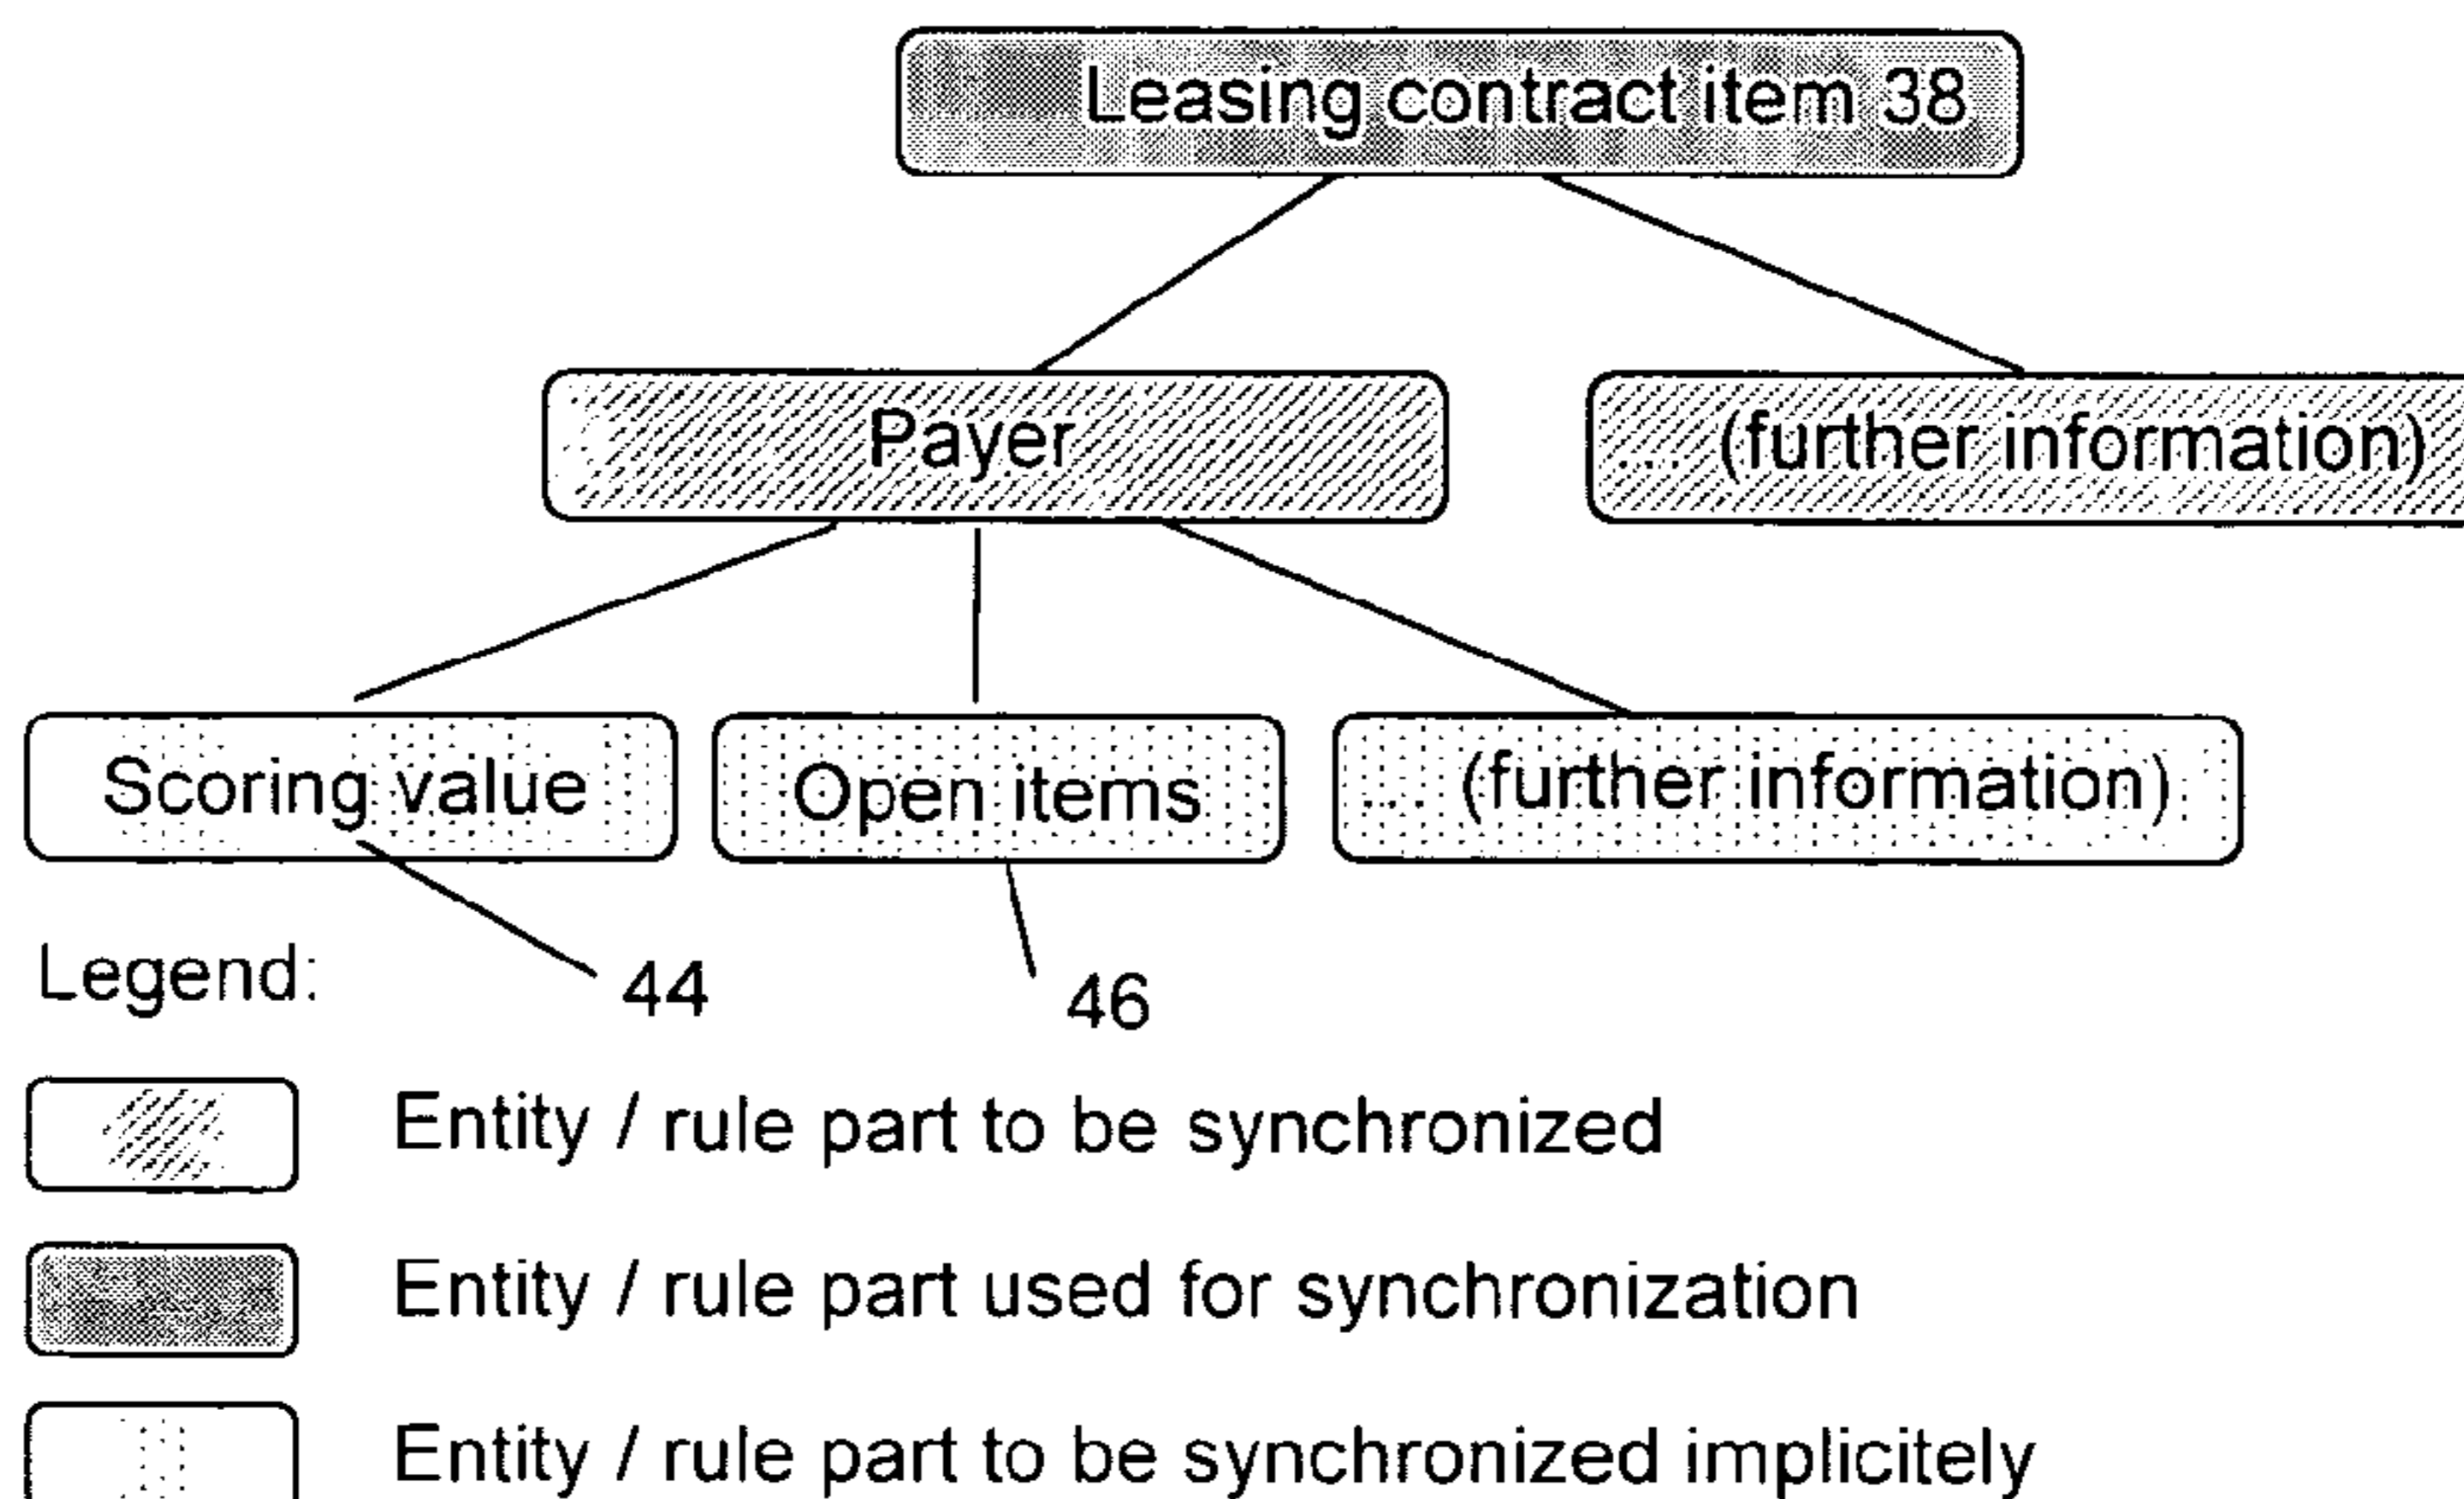 Leasing contract item 38
Payer
... (further information)
Scoring value
Open items
... (further information)
Legend:
44
46
Entity / rule part to be synchronized
Entity / rule part used for synchronization
Entity / rule part to be synchronized implicitely